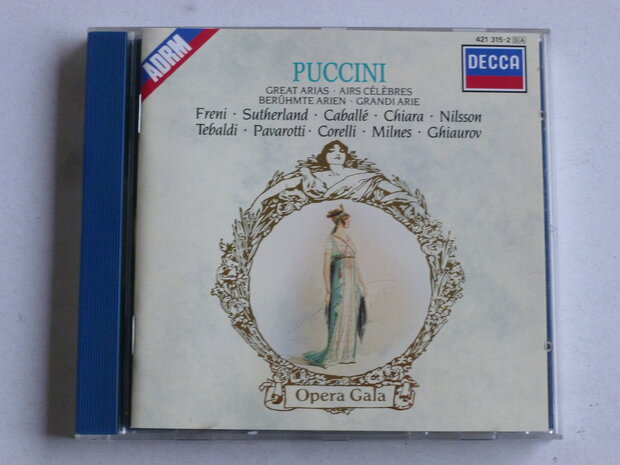 ADRM
421 315-2 DA
DECCA
PUCCINI
GREAT ARIAS · AIRS CÉLÈBRES
BERÜHMTE ARIEN · GRANDI ARIE
Freni · Sutherland · Caballé · Chiara · Nilsson
Tebaldi · Pavarotti · Corelli · Milnes · Ghiaurov
Opera Gala